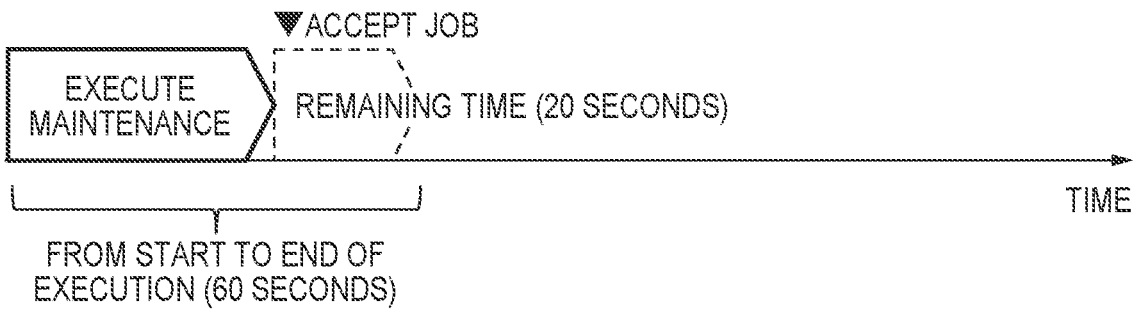 ▼ACCEPT JOB
EXECUTE
MAINTENANCE
REMAINING TIME (20 SECONDS)
TIME
FROM START TO END OF
EXECUTION (60 SECONDS)